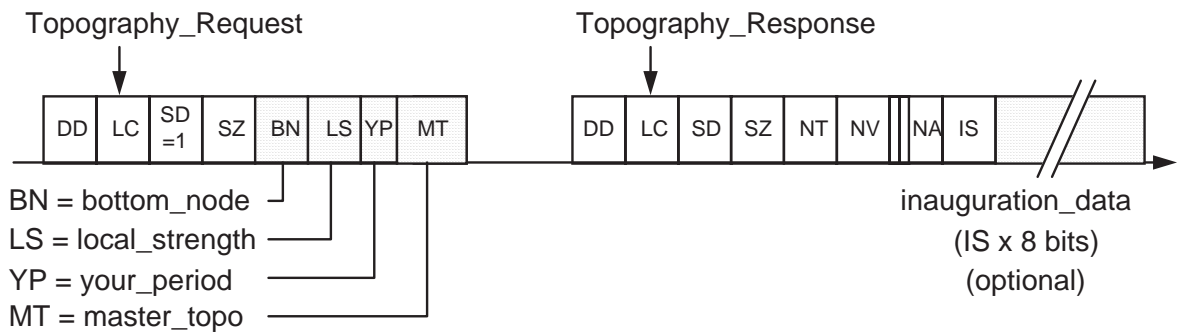 Topography_Request
Topography_Response
DD LC SD =1 SZ BN LS YP MT
DD LC SD SZ NT NV NA IS
BN = bottom_node
LS = local_strength
YP = your_period
MT = master_topo
inauguration_data
(IS x 8 bits)
(optional)